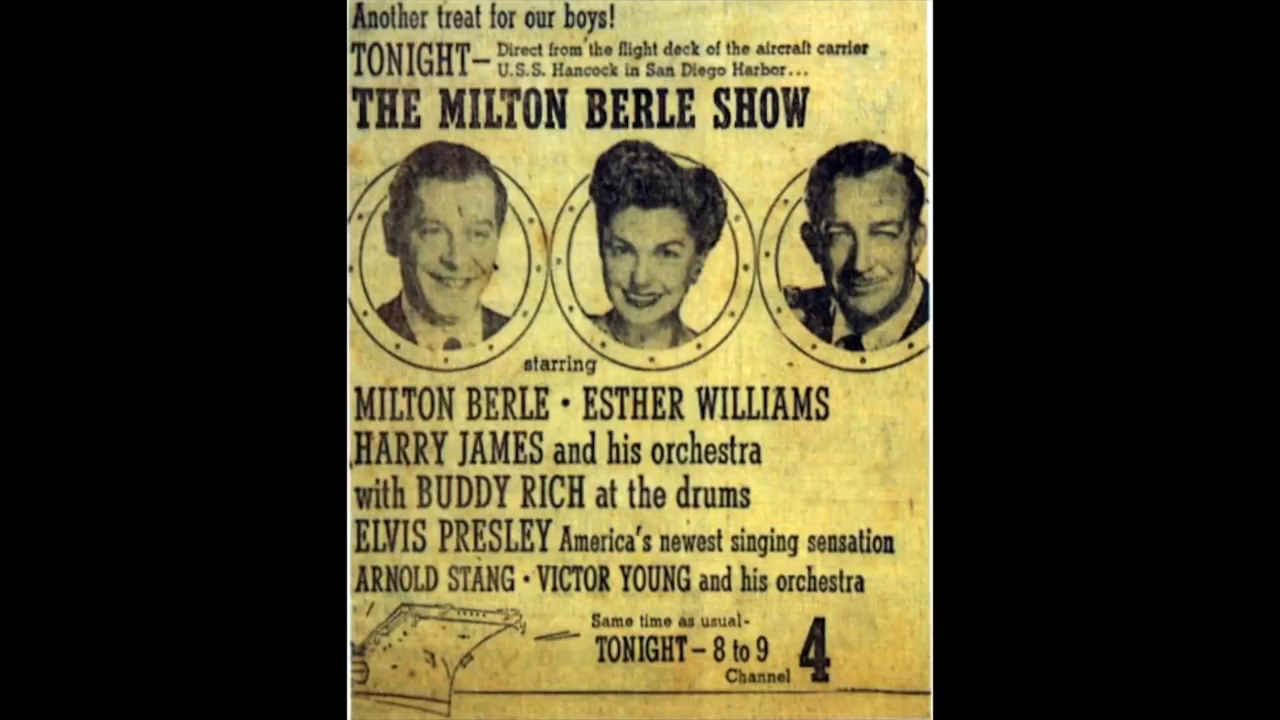 Another treat for our boys!
TONIGHT– Direct from the flight deck of the aircraft carrier
U.S.S. Hancock in San Diego Harbor...
THE MILTON BERLE SHOW
starring
MILTON BERLE • ESTHER WILLIAMS
HARRY JAMES and his orchestra
with BUDDY RICH at the drums
ELVIS PRESLEY America's newest singing sensation
ARNOLD STANG • VICTOR YOUNG and his orchestra
Same time as usual-
TONIGHT – 8 to 9
Channel 4